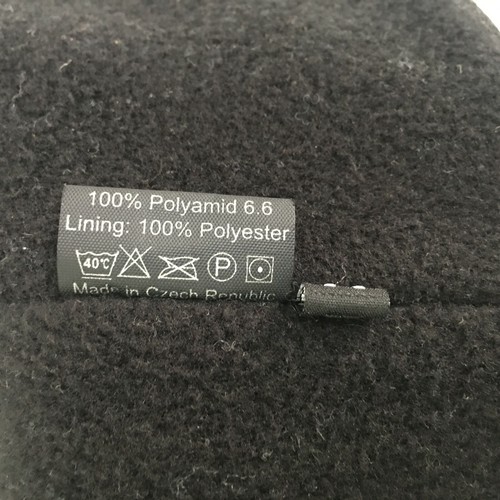 100% Polyamid 6.6
Lining: 100% Polyester
40°C P
Made in Czech Republic